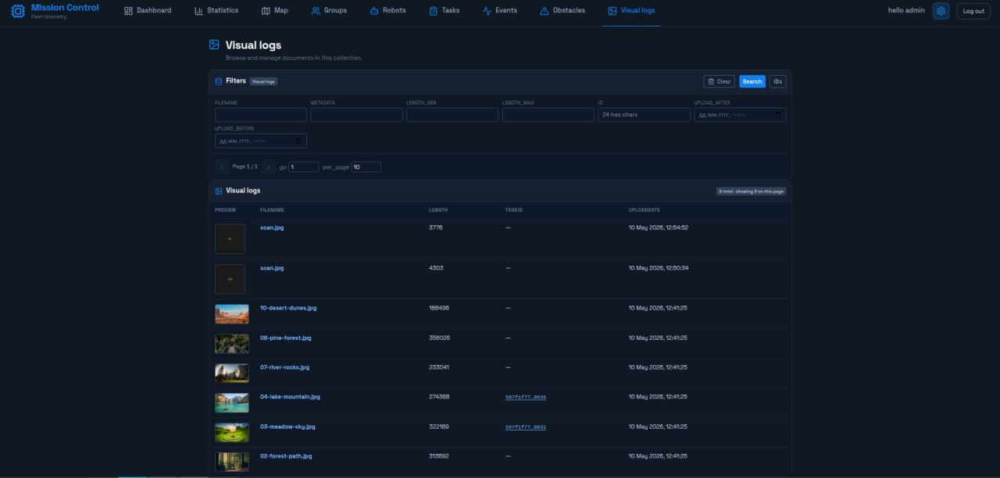 Mission Control
Fleet telemetry
Dashboard
Statistics
Map
Groups
Robots
Tasks
Events
Obstacles
Visual logs
hello admin
Log out
Visual logs
Browse and manage documents in this collection.
Filters Visual logs
Clear Search IDs
FILENAME METADATA LENGTH_MIN LENGTH_MAX ID UPLOAD_AFTER
24 hex chars дд.мм.гггг, --:--
UPLOAD_BEFORE
дд.мм.гггг, --:--
Page 1 / 1 go 1 per_page 10
Visual logs 9 total · showing 9 on this page
PREVIEW FILENAME LENGTH TASKID UPLOADDATE
scan.jpg 3776 — 10 May 2026, 12:54:52
scan.jpg 4303 — 10 May 2026, 12:50:34
10-desert-dunes.jpg 188496 — 10 May 2026, 12:41:25
08-pine-forest.jpg 356026 — 10 May 2026, 12:41:25
07-river-rocks.jpg 233041 — 10 May 2026, 12:41:25
04-lake-mountain.jpg 274368 507f1f77…9036 10 May 2026, 12:41:25
03-meadow-sky.jpg 322189 507f1f77…9032 10 May 2026, 12:41:25
02-forest-path.jpg 313692 — 10 May 2026, 12:41:25